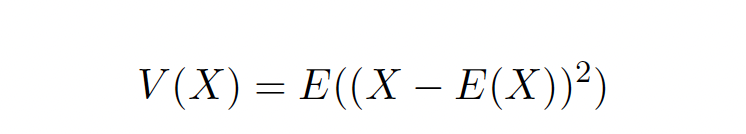 V(X) = E((X − E(X))²)